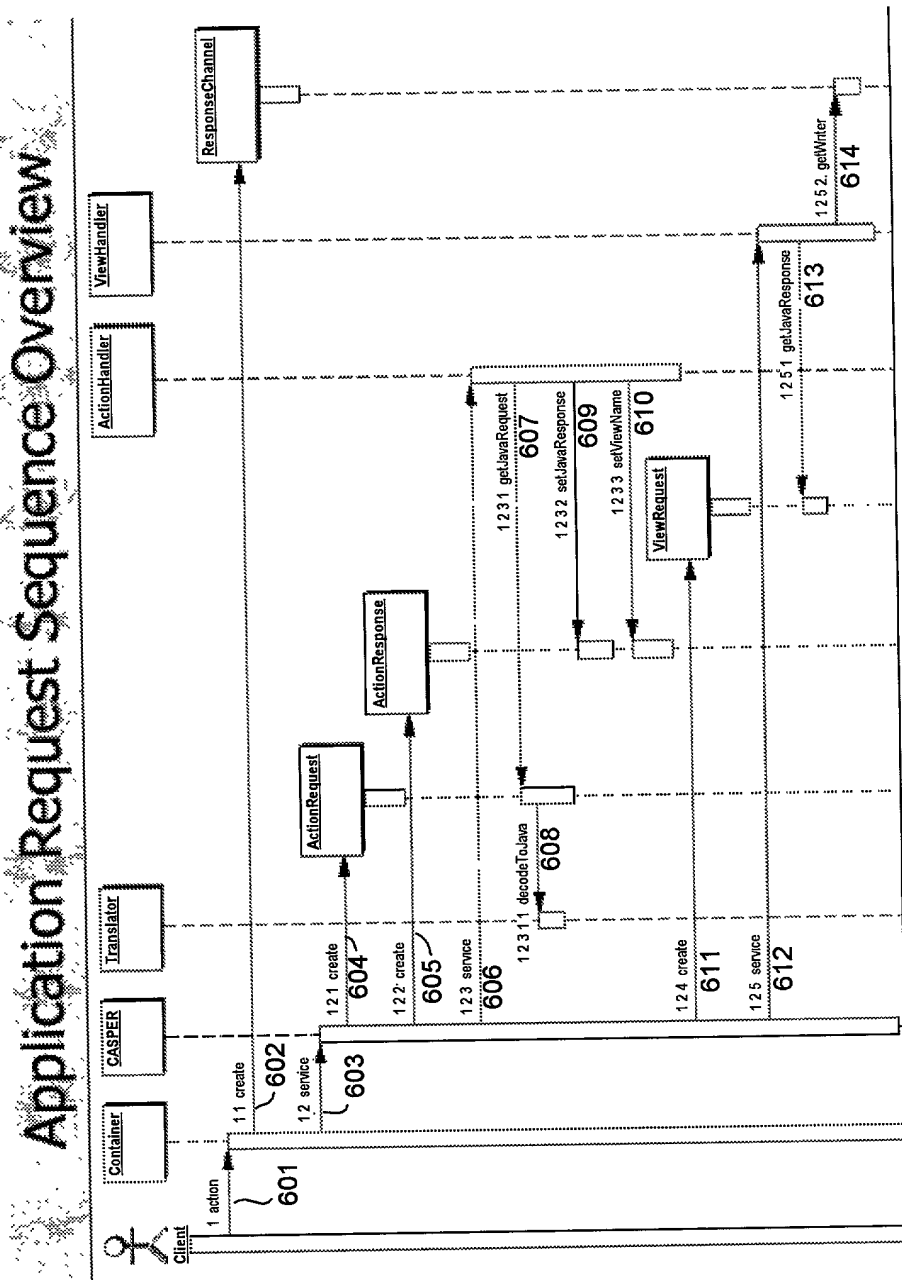 Application Request Sequence Overview
Client
Container
CASPER
Translator
ActionHandler
ViewHandler
1 action
601
1 1 create
602
ResponseChannel
1 2 service
603
1 2 1 create
604
ActionRequest
1 2 2 create
605
ActionResponse
1 2 3 service
606
1 2 3 1 getJavaRequest
607
1 2 3 1 1 decodeToJava
608
1 2 3 2 setJavaResponse
609
1 2 3 3 setViewName
610
1 2 4 create
611
ViewRequest
1 2 5 service
612
1 2 5 1 getJavaResponse
613
1 2 5 2. getWriter
614